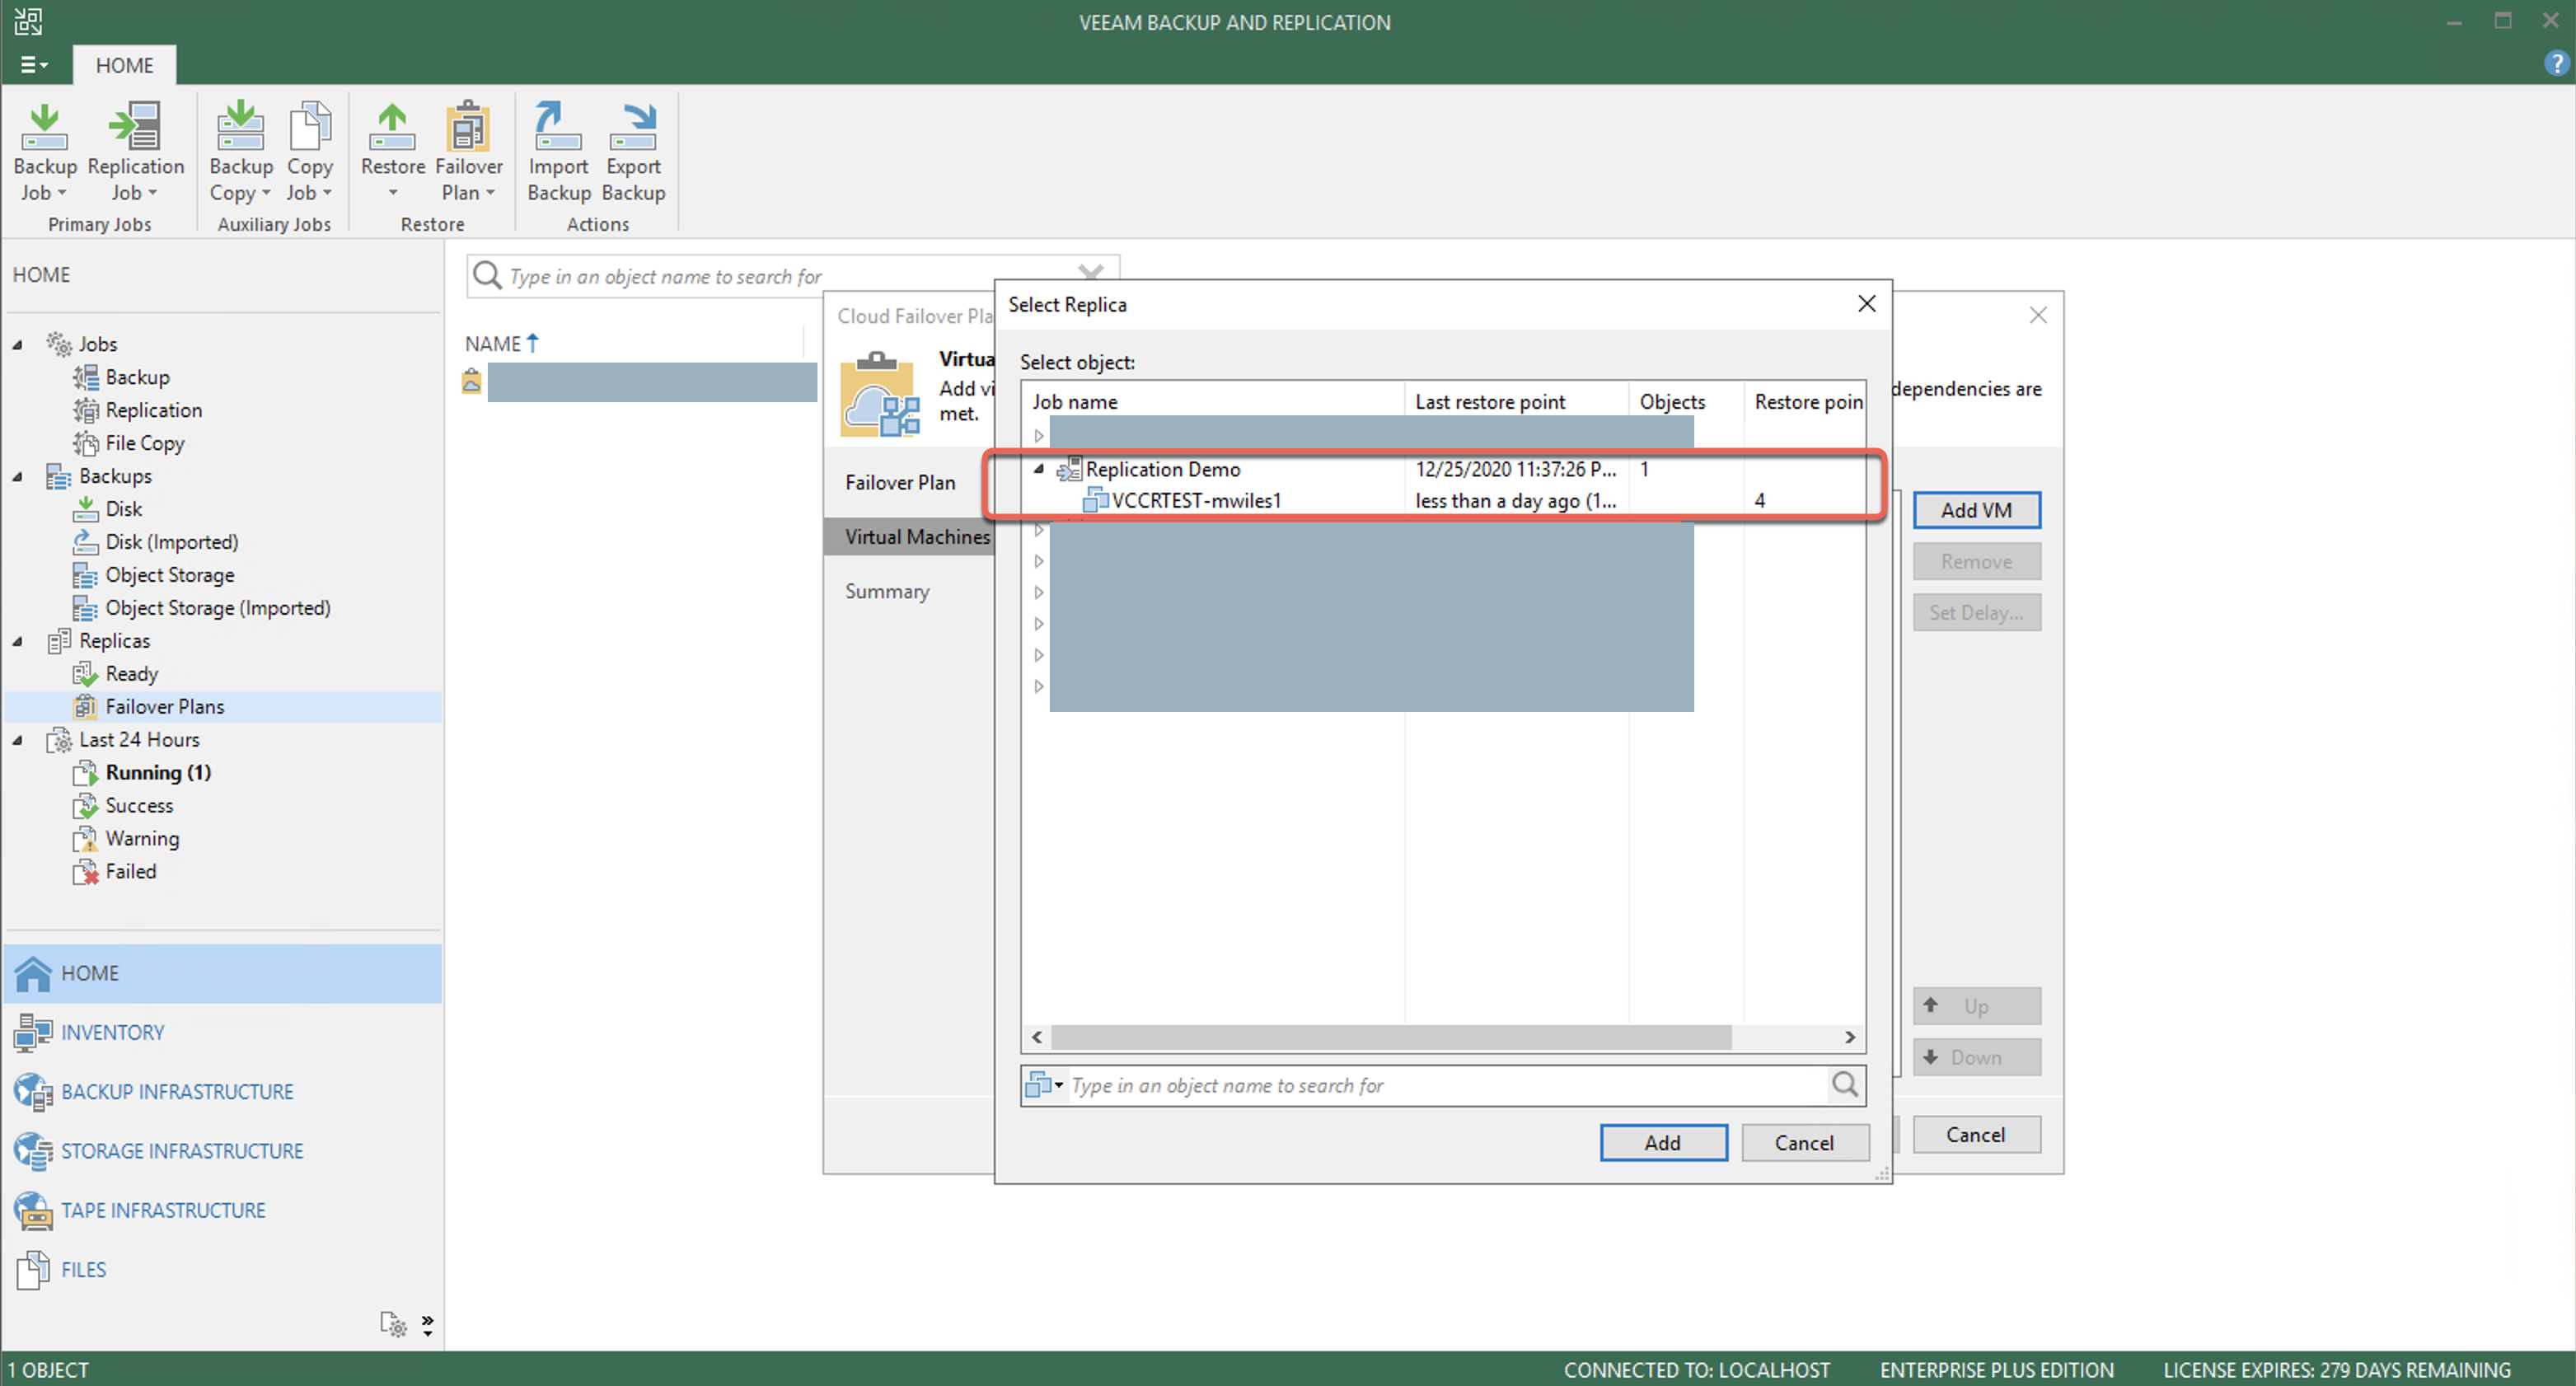 VEEAM BACKUP AND REPLICATION
HOME
?
Backup Job
Replication Job
Backup Copy
Copy Job
Restore
Failover Plan
Import Backup
Export Backup
Primary Jobs
Auxiliary Jobs
Restore
Actions
HOME
Jobs
Backup
Replication
File Copy
Backups
Disk
Disk (Imported)
Object Storage
Object Storage (Imported)
Replicas
Ready
Failover Plans
Last 24 Hours
Running (1)
Success
Warning
Failed
HOME
INVENTORY
BACKUP INFRASTRUCTURE
STORAGE INFRASTRUCTURE
TAPE INFRASTRUCTURE
FILES
Type in an object name to search for
NAME
Cloud Failover Pla
Virtua
Add vi
dependencies are
met.
Failover Plan
Virtual Machines
Summary
Add VM
Remove
Set Delay...
Up
Down
Cancel
Select Replica
Select object:
Job name Last restore point Objects Restore poin
Replication Demo 12/25/2020 11:37:26 P... 1
VCCRTEST-mwiles1 less than a day ago (1... 4
Type in an object name to search for
Add Cancel
1 OBJECT
CONNECTED TO: LOCALHOST ENTERPRISE PLUS EDITION LICENSE EXPIRES: 279 DAYS REMAINING